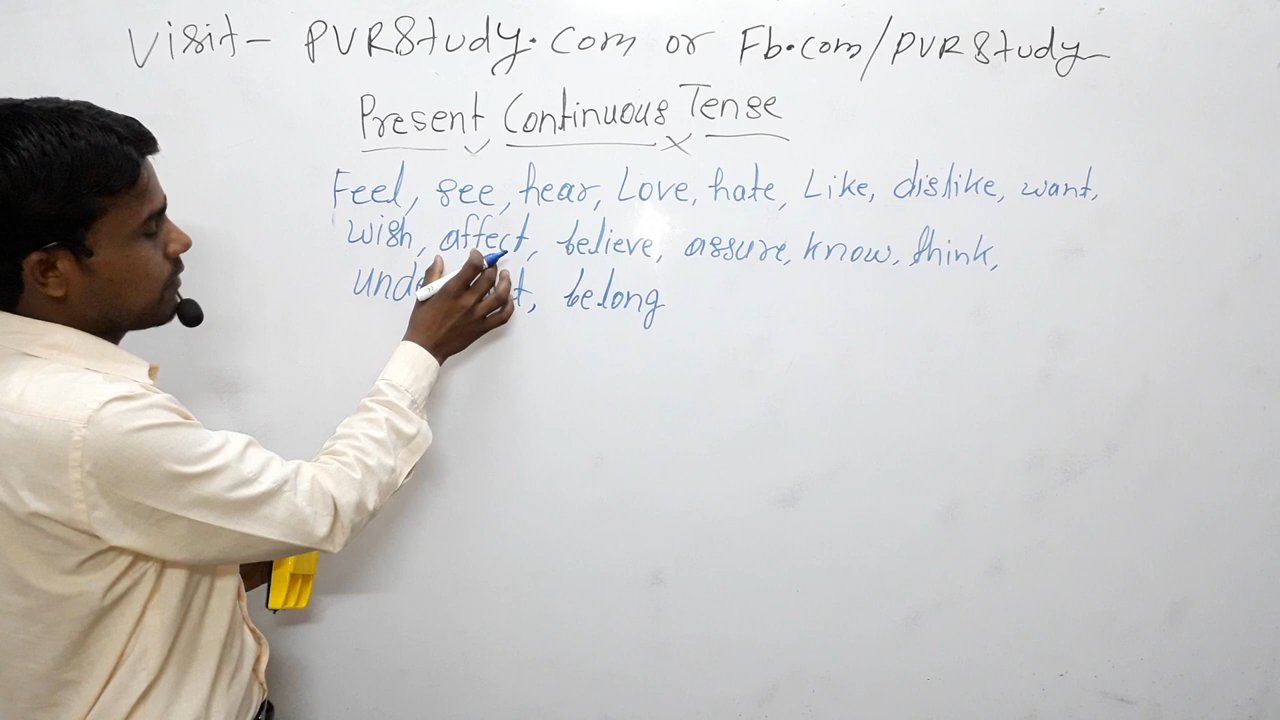 Visit- PVRStudy.Com or Fb.com/PVRStudy
Present Continuous Tense
Feel, see, hear, Love, hate, Like, dislike, want,
wish, affect, believe, assure, know, think,
belong